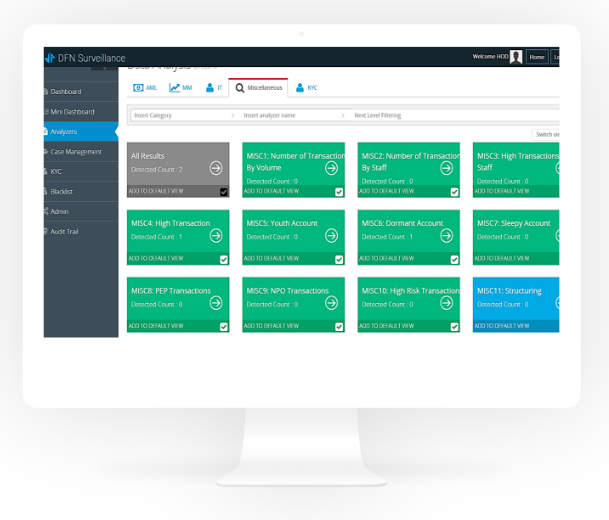 DFN Surveillance
Welcome HOD
Home
Data Analysis
Dashboard
Mini Dashboard
Analyzers
Case Management
KYC
Blacklist
Admin
Audit Trail
AML
MM
IT
Miscellaneous
KYC
Insert Category > Insert analyzer name > Next Level Filtering
Switch
All Results
Detected Count : 2
ADD TO DEFAULT VIEW
MISC1: Number of Transaction
By Volume
Detected Count : 0
ADD TO DEFAULT VIEW
MISC2: Number of Transaction
By Staff
Detected Count : 0
ADD TO DEFAULT VIEW
MISC3: High Transactions
Staff
Detected Count : 0
ADD TO DEFAULT VIEW
MISC4: High Transaction
Detected Count : 1
ADD TO DEFAULT VIEW
MISC5: Youth Account
Detected Count : 0
ADD TO DEFAULT VIEW
MISC6: Dormant Account
Detected Count : 1
ADD TO DEFAULT VIEW
MISC7: Sleepy Account
Detected Count : 0
ADD TO DEFAULT VIEW
MISC8: PEP Transactions
Detected Count : 0
ADD TO DEFAULT VIEW
MISC9: NPO Transactions
Detected Count : 0
ADD TO DEFAULT VIEW
MISC10: High Risk Transaction
Detected Count : 0
ADD TO DEFAULT VIEW
MISC11: Structuring
Detected Count : 0
ADD TO DEFAULT VIEW